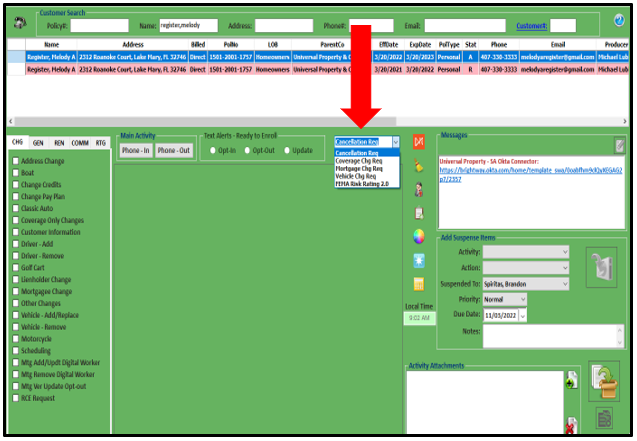 Customer Search
Policy#: Name: register,melody Address: Phone#: Email: Customer#:
Name Address Billed PolNo LOB ParentCo EffDate ExpDate PolType Stat Phone Email Producer
Register, Melody A 2312 Roanoke Court, Lake Mary, FL 32746 Direct 1501-2001-1757 Homeowners Universal Property & C 3/20/2022 3/20/2023 Personal A 407-330-3333 melodyaregister@gmail.com Michael Lub
Register, Melody A 2312 Roanoke Court, Lake Mary, FL 32746 Direct 1501-2001-1757 Homeowners Universal Property & C 3/20/2021 3/20/2022 Personal R 407-330-3333 melodyaregister@gmail.com Michael Lub
CHG GEN REN COMM RTG
Address Change
Boat
Change Credits
Change Pay Plan
Classic Auto
Coverage Only Changes
Customer Information
Driver - Add
Driver - Remove
Golf Cart
Lienholder Change
Mortgagee Change
Other Changes
Vehicle - Add/Replace
Vehicle - Remove
Motorcycle
Scheduling
Mtg Add/Updt Digital Worker
Mtg Remove Digital Worker
Mtg Ver Update Opt-out
RCE Request
Main Activity
Phone - In Phone - Out
Text Alerts - Ready to Enroll
Opt-In Opt-Out Update
Cancellation Req
Cancellation Req
Coverage Chg Req
Mortgage Chg Req
Vehicle Chg Req
FEMA Risk Rating 2.0
Local Time
9:02 AM
Messages
Universal Property - SA Okta Connector:
Add Suspense Items
Activity:
Action:
Suspended To: Spiritas, Brandon
Priority: Normal
Due Date: 11/05/2022
Notes:
Activity Attachments